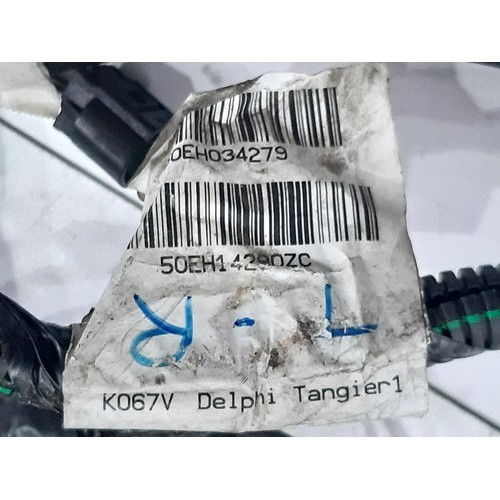 0EH034279
50EH14290ZC
L-R
K067V Delphi Tangier1